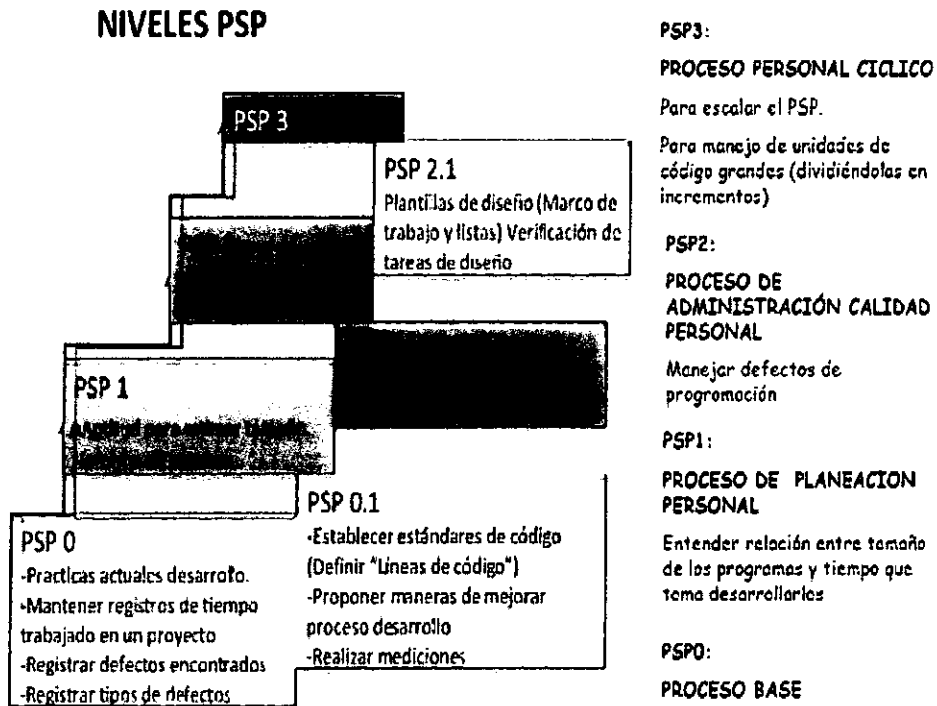 NIVELES PSP
PSP 3
PSP 2.1
Plantillas de diseño (Marco de
trabajo y listas) Verificación de
tareas de diseño
PSP 1
PSP 0.1
-Establecer estándares de código
(Definir "Lineas de código")
-Proponer maneras de mejorar
proceso desarrollo
-Realizar mediciones
PSP 0
-Practicas actuales desarrollo.
-Mantener registros de tiempo
trabajado en un proyecto
-Registrar defectos encontrados
-Registrar tipos de defectos
PSP3:
PROCESO PERSONAL CICLICO
Para escalar el PSP.
Para manejo de unidades de
código grandes (dividiéndolas en
incrementos)
PSP2:
PROCESO DE
ADMINISTRACIÓN CALIDAD
PERSONAL
Manejar defectos de
programación
PSP1:
PROCESO DE PLANEACION
PERSONAL
Entender relación entre tamaño
de los programas y tiempo que
toma desarrollarlos
PSP0:
PROCESO BASE